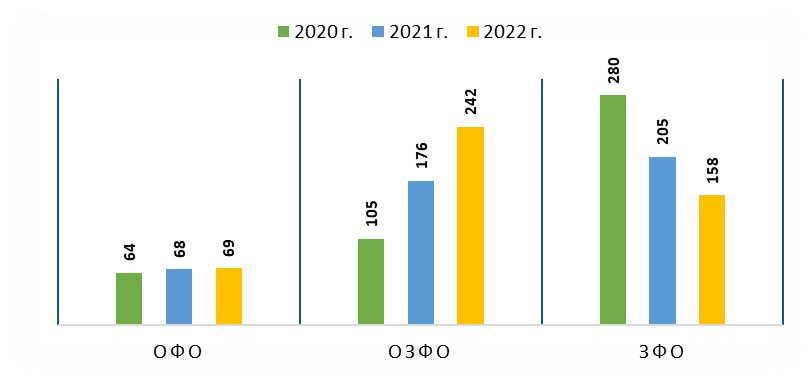 2020 г. 2021 г. 2022 г.
64 68 69 105 176 242 280 205 158
ОФО ОЗФО ЗФО